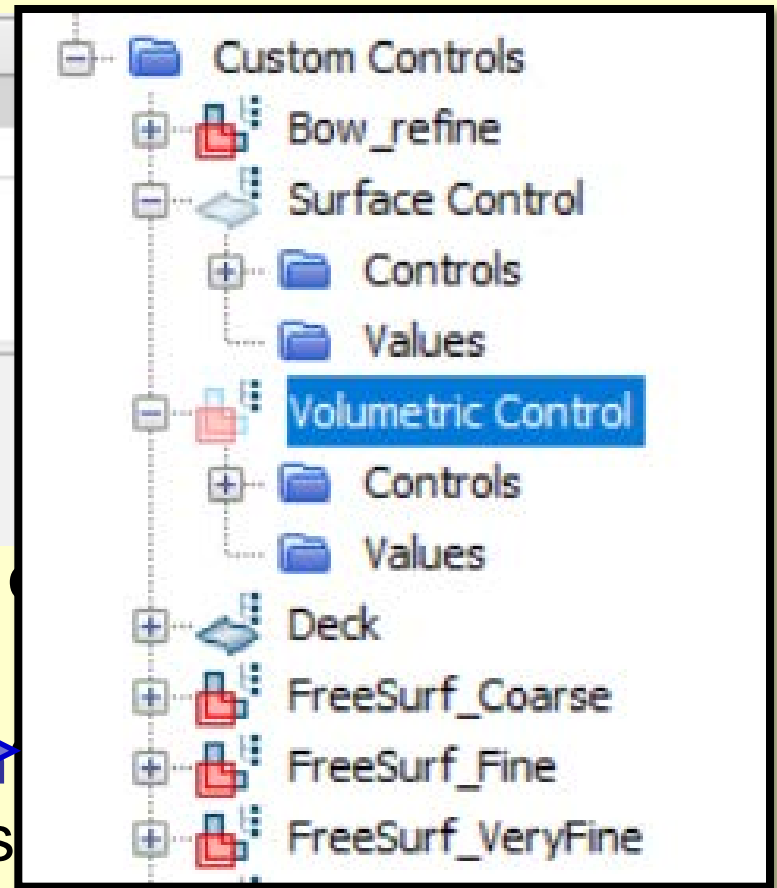 Custom Controls
Bow_refine
Surface Control
Controls
Values
Volumetric Control
Controls
Values
Deck
FreeSurf_Coarse
FreeSurf_Fine
FreeSurf_VeryFine